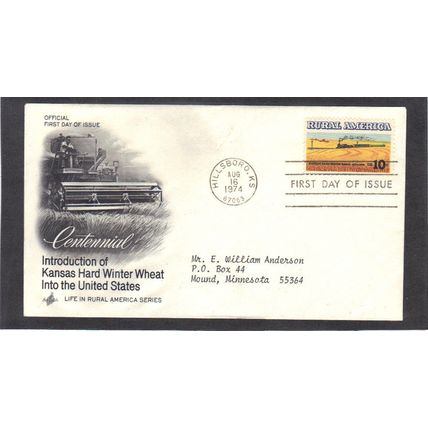 OFFICIAL
FIRST DAY OF ISSUE
Centennial
Introduction of
Kansas Hard Winter Wheat
Into the United States
LIFE IN RURAL AMERICA SERIES
HILLSBORO, KS
AUG
16
1974
67063
RURAL AMERICA
10
FIRST DAY OF ISSUE
Mr. E. William Anderson
P.O. Box 44
Mound, Minnesota 55364